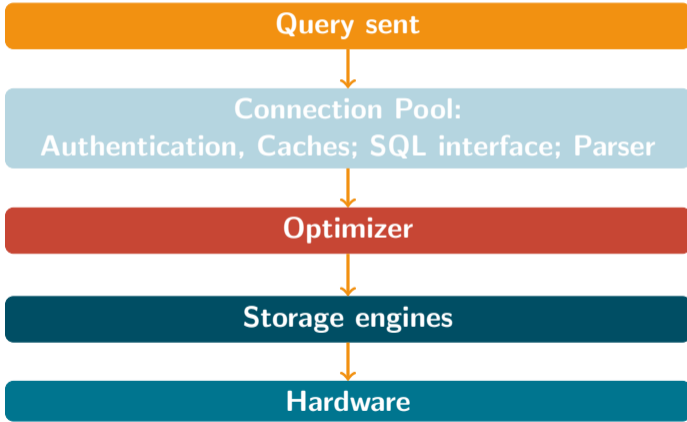 Query sent
Connection Pool:
Authentication, Caches; SQL interface; Parser
Optimizer
Storage engines
Hardware